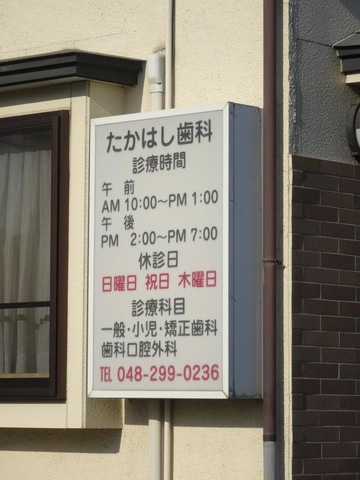 たかはし歯科
診療時間
午 前
AM 10:00～PM 1:00
午 後
PM 2:00～PM 7:00
休診日
日曜日 祝日 木曜日
診療科目
一般・小児・矯正歯科
歯科口腔外科
TEL 048-299-0236